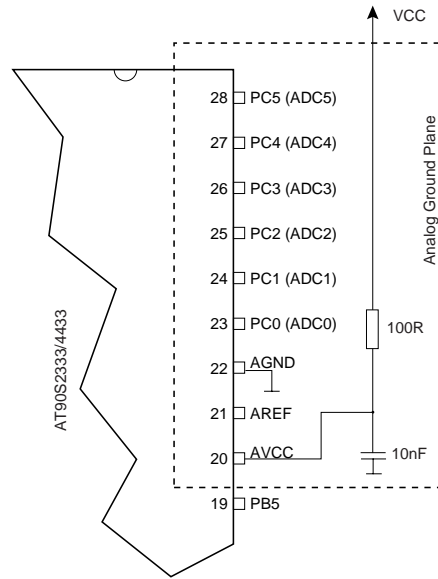 VCC
28 PC5 (ADC5)
27 PC4 (ADC4)
26 PC3 (ADC3)
25 PC2 (ADC2)
24 PC1 (ADC1)
23 PC0 (ADC0)
22 AGND
21 AREF
20 AVCC
19 PB5
AT90S2333/4433
Analog Ground Plane
100R
10nF